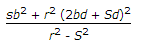 sb² + r² (2bd + Sd)²
r² - S²